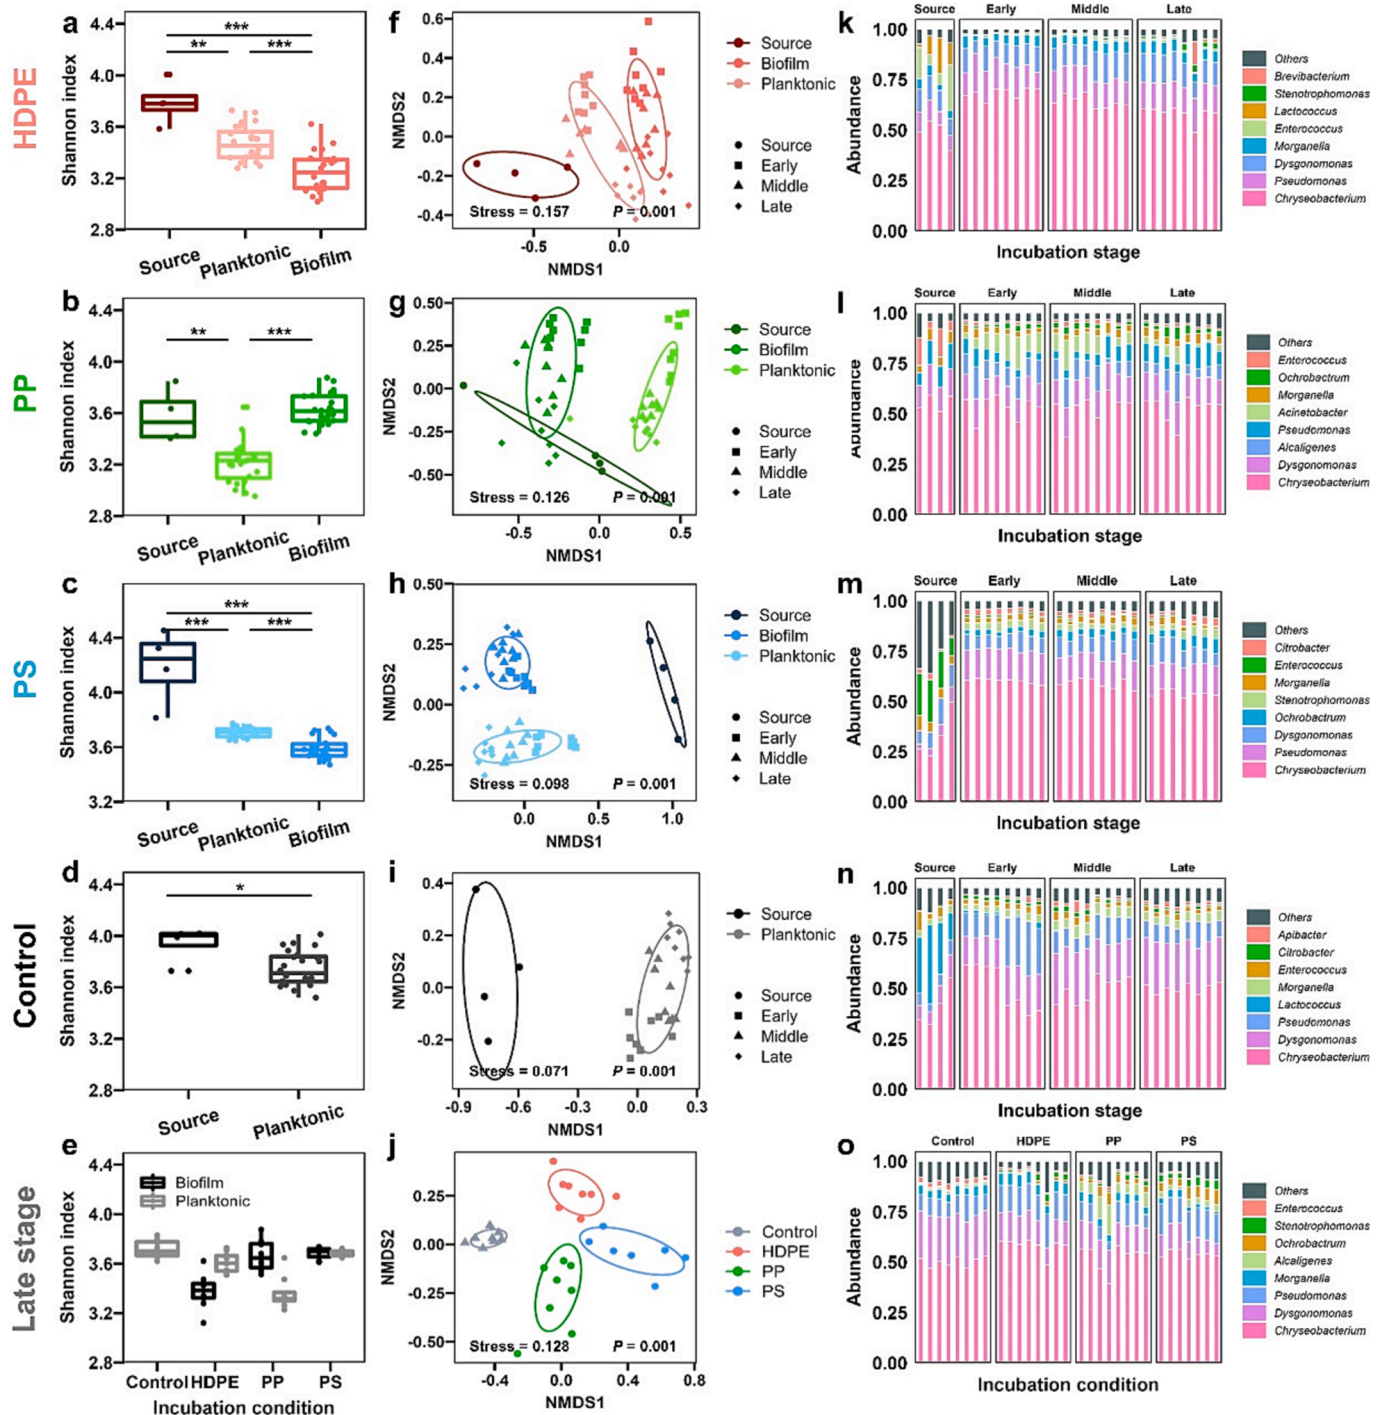 HDPE
a
Shannon index
4.4
4.0
3.6
3.2
2.8
***
**
***
Source
Planktonic
Biofilm
f
NMDS2
0.6
0.4
0.2
0.0
-0.2
-0.4
Stress = 0.157
P = 0.001
-0.5
0.0
NMDS1
Source
Biofilm
Planktonic
Source
Early
Middle
Late
k
Source
Early
Middle
Late
Abundance
1.00
0.75
0.50
0.25
0.00
Incubation stage
Others
Brevibacterium
Stenotrophomonas
Lactococcus
Enterococcus
Morganella
Dysgonomonas
Pseudomonas
Chryseobacterium
PP
b
Shannon index
4.4
4.0
3.6
3.2
2.8
**
***
Source
Planktonic
Biofilm
g
NMDS2
0.50
0.25
0.00
-0.25
-0.50
Stress = 0.126
P = 0.001
-0.5
0.0
0.5
NMDS1
Source
Biofilm
Planktonic
Source
Early
Middle
Late
l
Source
Early
Middle
Late
Abundance
1.00
0.75
0.50
0.25
0.00
Incubation stage
Others
Enterococcus
Ochrobactrum
Morganella
Acinetobacter
Pseudomonas
Alcaligenes
Dysgonomonas
Chryseobacterium
PS
c
Shannon index
4.4
4.0
3.6
3.2
***
***
***
Source
Planktonic
Biofilm
h
NMDS2
0.50
0.25
0.00
-0.25
Stress = 0.098
P = 0.001
0.0
0.5
1.0
NMDS1
Source
Biofilm
Planktonic
Source
Early
Middle
Late
m
Source
Early
Middle
Late
Abundance
1.00
0.75
0.50
0.25
0.00
Incubation stage
Others
Citrobacter
Enterococcus
Morganella
Stenotrophomonas
Ochrobactrum
Dysgonomonas
Pseudomonas
Chryseobacterium
Control
d
Shannon index
4.4
4.0
3.6
3.2
2.8
*
Source
Planktonic
i
NMDS2
0.4
0.2
0.0
-0.2
Stress = 0.071
P = 0.001
-0.9
-0.6
-0.3
0.0
0.3
NMDS1
Source
Planktonic
Source
Early
Middle
Late
n
Source
Early
Middle
Late
Abundance
1.00
0.75
0.50
0.25
0.00
Incubation stage
Others
Apibacter
Citrobacter
Enterococcus
Morganella
Lactococcus
Pseudomonas
Dysgonomonas
Chryseobacterium
Late stage
e
Shannon index
4.4
4.0
3.6
3.2
2.8
Biofilm
Planktonic
Control
HDPE
PP
PS
Incubation condition
j
NMDS2
0.25
0.00
-0.25
-0.50
Stress = 0.128
P = 0.001
-0.4
0.0
0.4
0.8
NMDS1
Control
HDPE
PP
PS
o
Control
HDPE
PP
PS
Abundance
1.00
0.75
0.50
0.25
0.00
Incubation condition
Others
Enterococcus
Stenotrophomonas
Ochrobactrum
Alcaligenes
Morganella
Pseudomonas
Dysgonomonas
Chryseobacterium